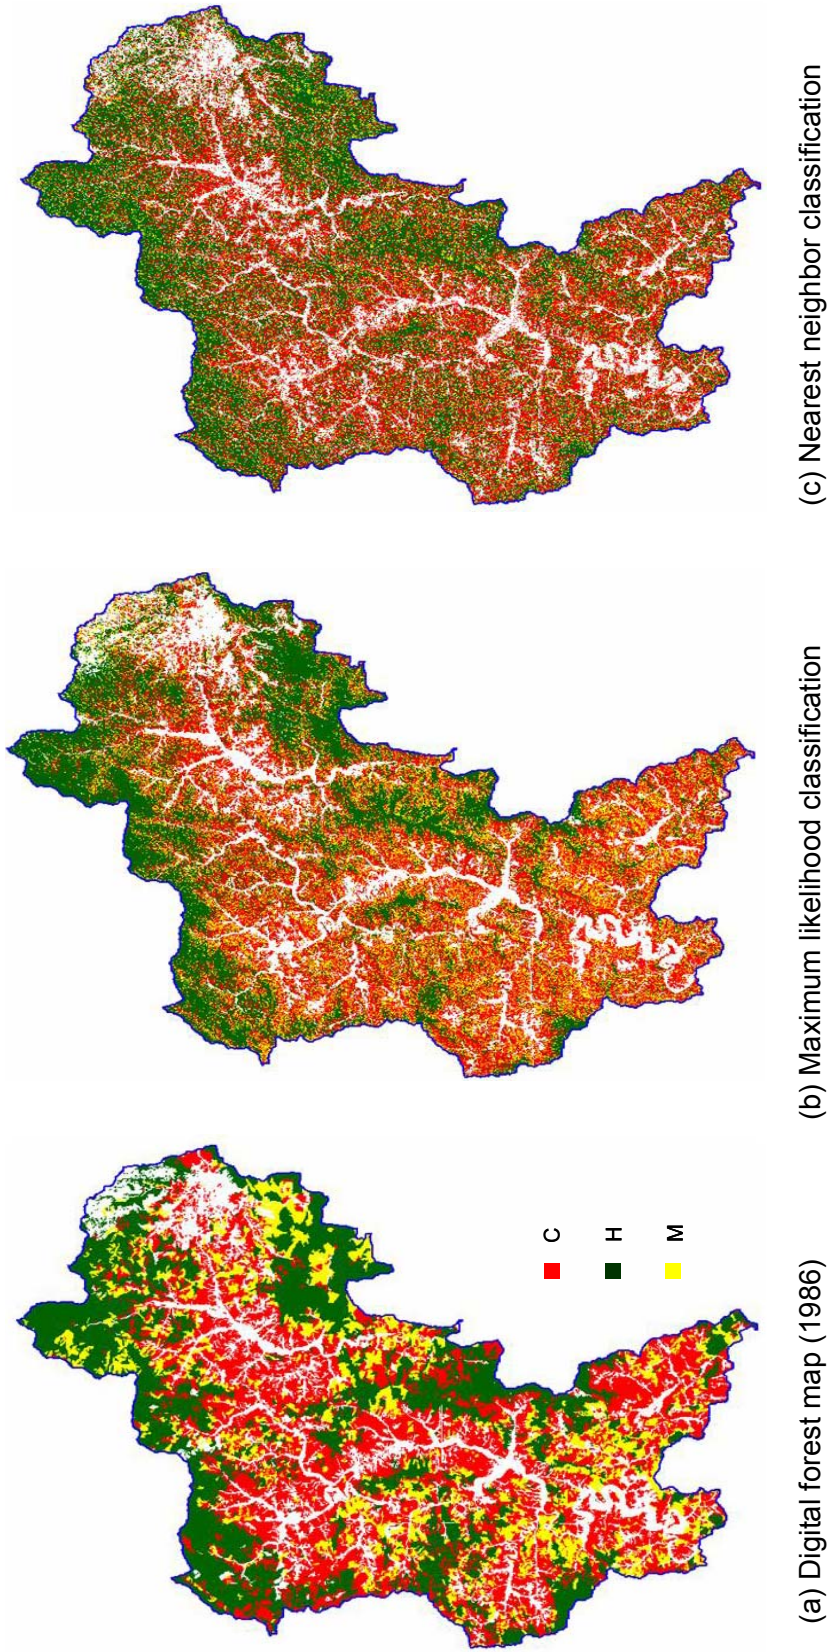 C
H
M
(a) Digital forest map (1986)
(b) Maximum likelihood classification
(c) Nearest neighbor classification